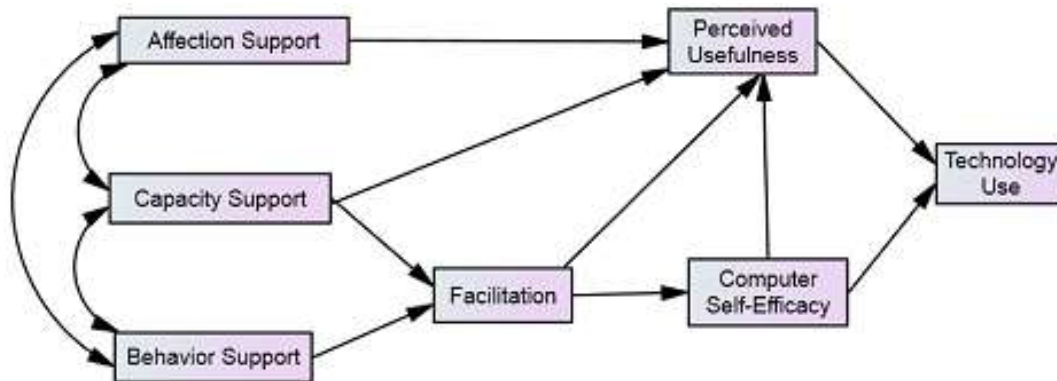 Affection Support
Perceived
Usefulness
Technology
Use
Capacity Support
Facilitation
Computer
Self-Efficacy
Behavior Support